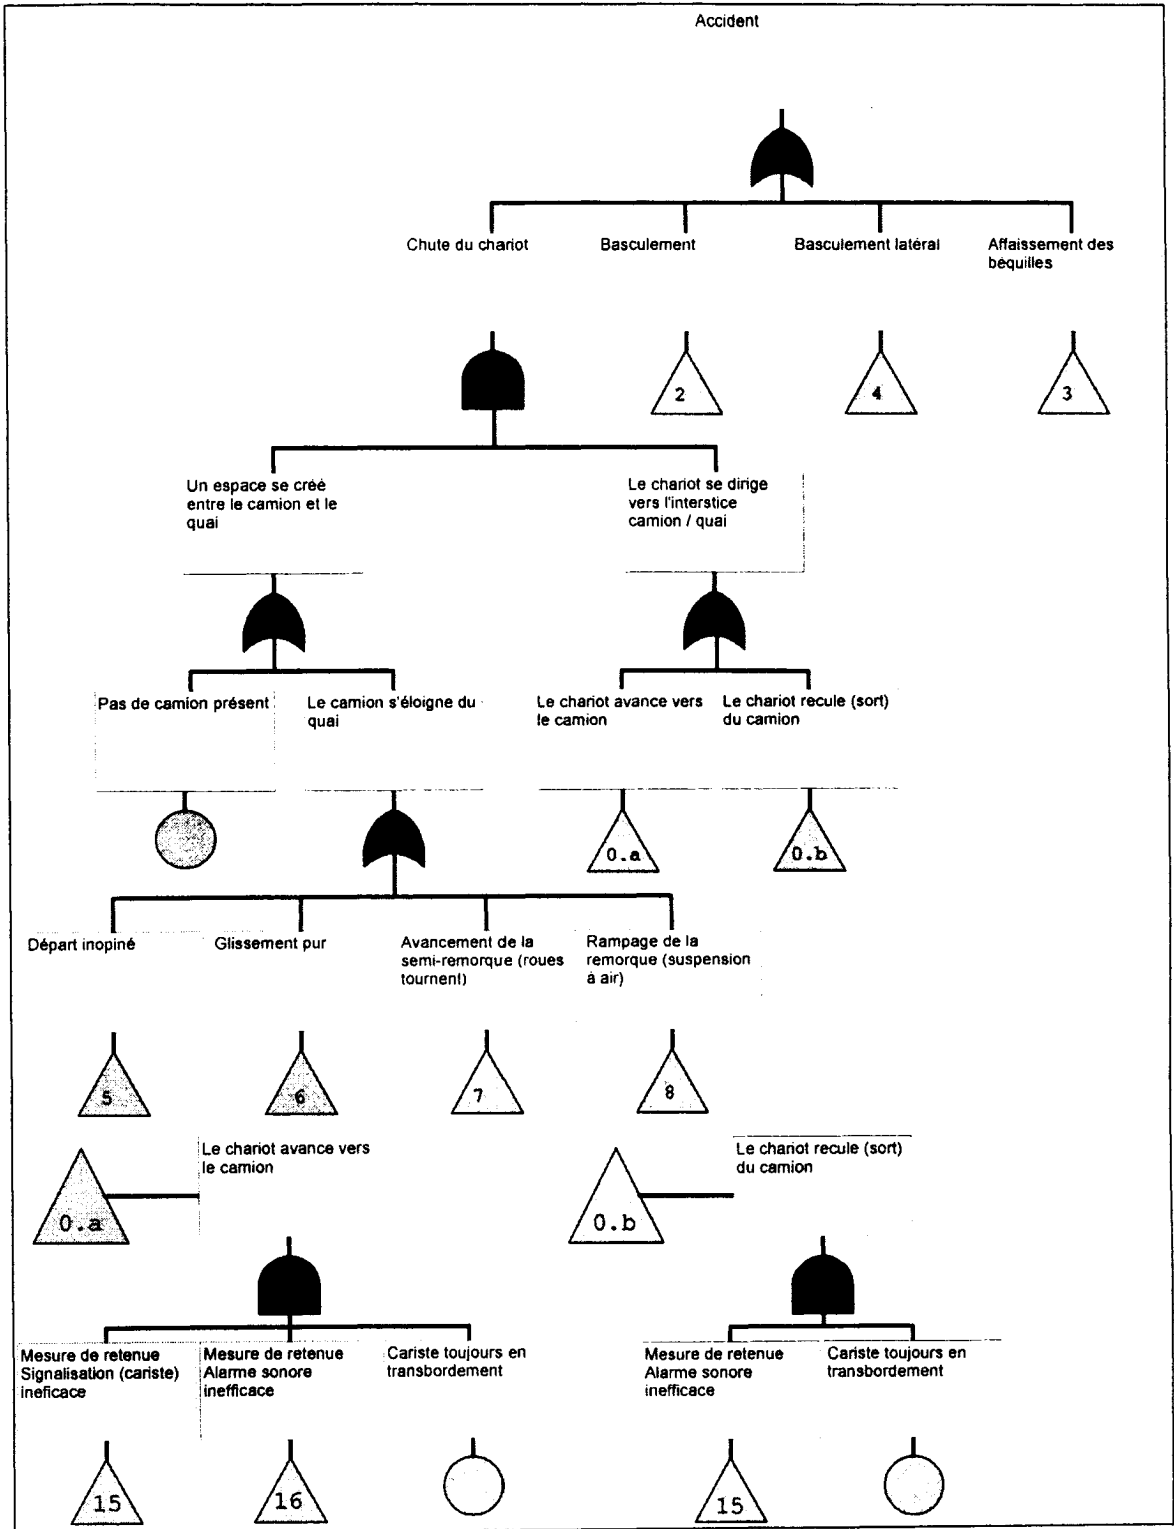 Accident
Chute du chariot
Basculement
Basculement latéral
Affaissement des
béquilles
2
4
3
Un espace se créé
entre le camion et le
quai
Le chariot se dirige
vers l'interstice
camion / quai
Pas de camion présent
Le camion s'éloigne du
quai
Le chariot avance vers
le camion
Le chariot recule (sort)
du camion
0.a
0.b
Départ inopiné
Glissement pur
Avancement de la
semi-remorque (roues
tournent)
Rampage de la
remorque (suspension
à air)
5
6
7
8
0.a
Le chariot avance vers
le camion
0.b
Le chariot recule (sort)
du camion
Mesure de retenue
Signalisation (cariste)
ineficace
Mesure de retenue
Alarme sonore
inefficace
Cariste toujours en
transbordement
Mesure de retenue
Alarme sonore
inefficace
Cariste toujours en
transbordement
15
16
15